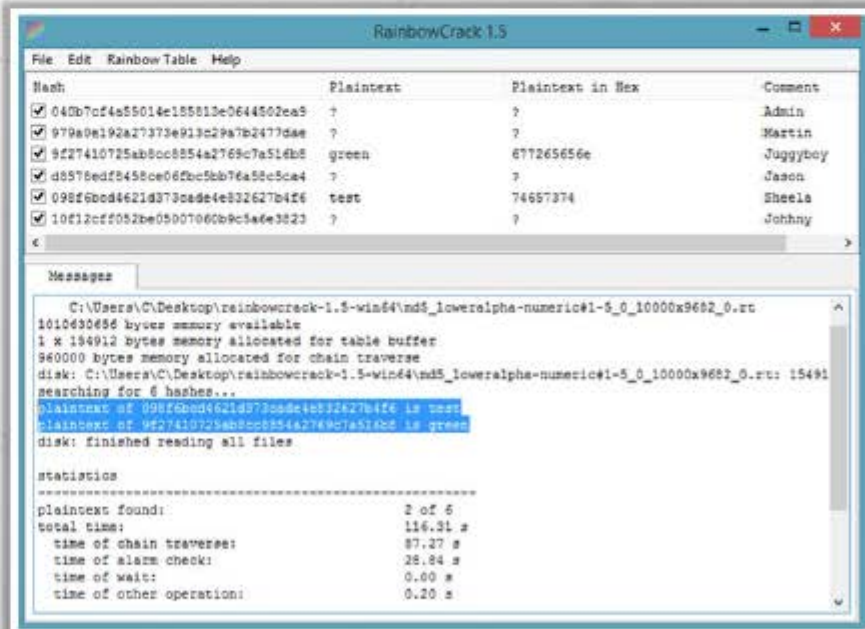 RainbowCrack 1.5
File Edit Rainbow Table Help
Hash Plaintext Plaintext in Hex Comment
040b7cf4a55014e185813e0644502ea9 ? ? Admin
979a0a192a27373e913c29a7b2477dae ? ? Martin
9f27410725ab8cc8854a2769c7a516b8 green 677265656e Juggyboy
d8578edf8458ce06fbc5bb76a58c5ca4 ? ? Jason
098f6bcd4621d373cade4e832627b4f6 test 74657374 Sheela
10f12cff052be05007060b9c5a6e3823 ? ? Johhny
Messages
C:\Users\C\Desktop\rainbowcrack-1.5-win64\md5_loweralpha-numeric#1-5_0_10000x9682_0.rt
1010630656 bytes memory available
1 x 154912 bytes memory allocated for table buffer
960000 bytes memory allocated for chain traverse
disk: C:\Users\C\Desktop\rainbowcrack-1.5-win64\md5_loweralpha-numeric#1-5_0_10000x9682_0.rt: 15491
searching for 6 hashes...
plaintext of 098f6bcd4621d373cade4e832627b4f6 is test
plaintext of 9f27410725ab8cc8854a2769c7a516b8 is green
disk: finished reading all files
statistics
-------------------------------------------------------
plaintext found: 2 of 6
total time: 116.31 s
time of chain traverse: 87.27 s
time of alarm check: 28.84 s
time of wait: 0.00 s
time of other operation: 0.20 s